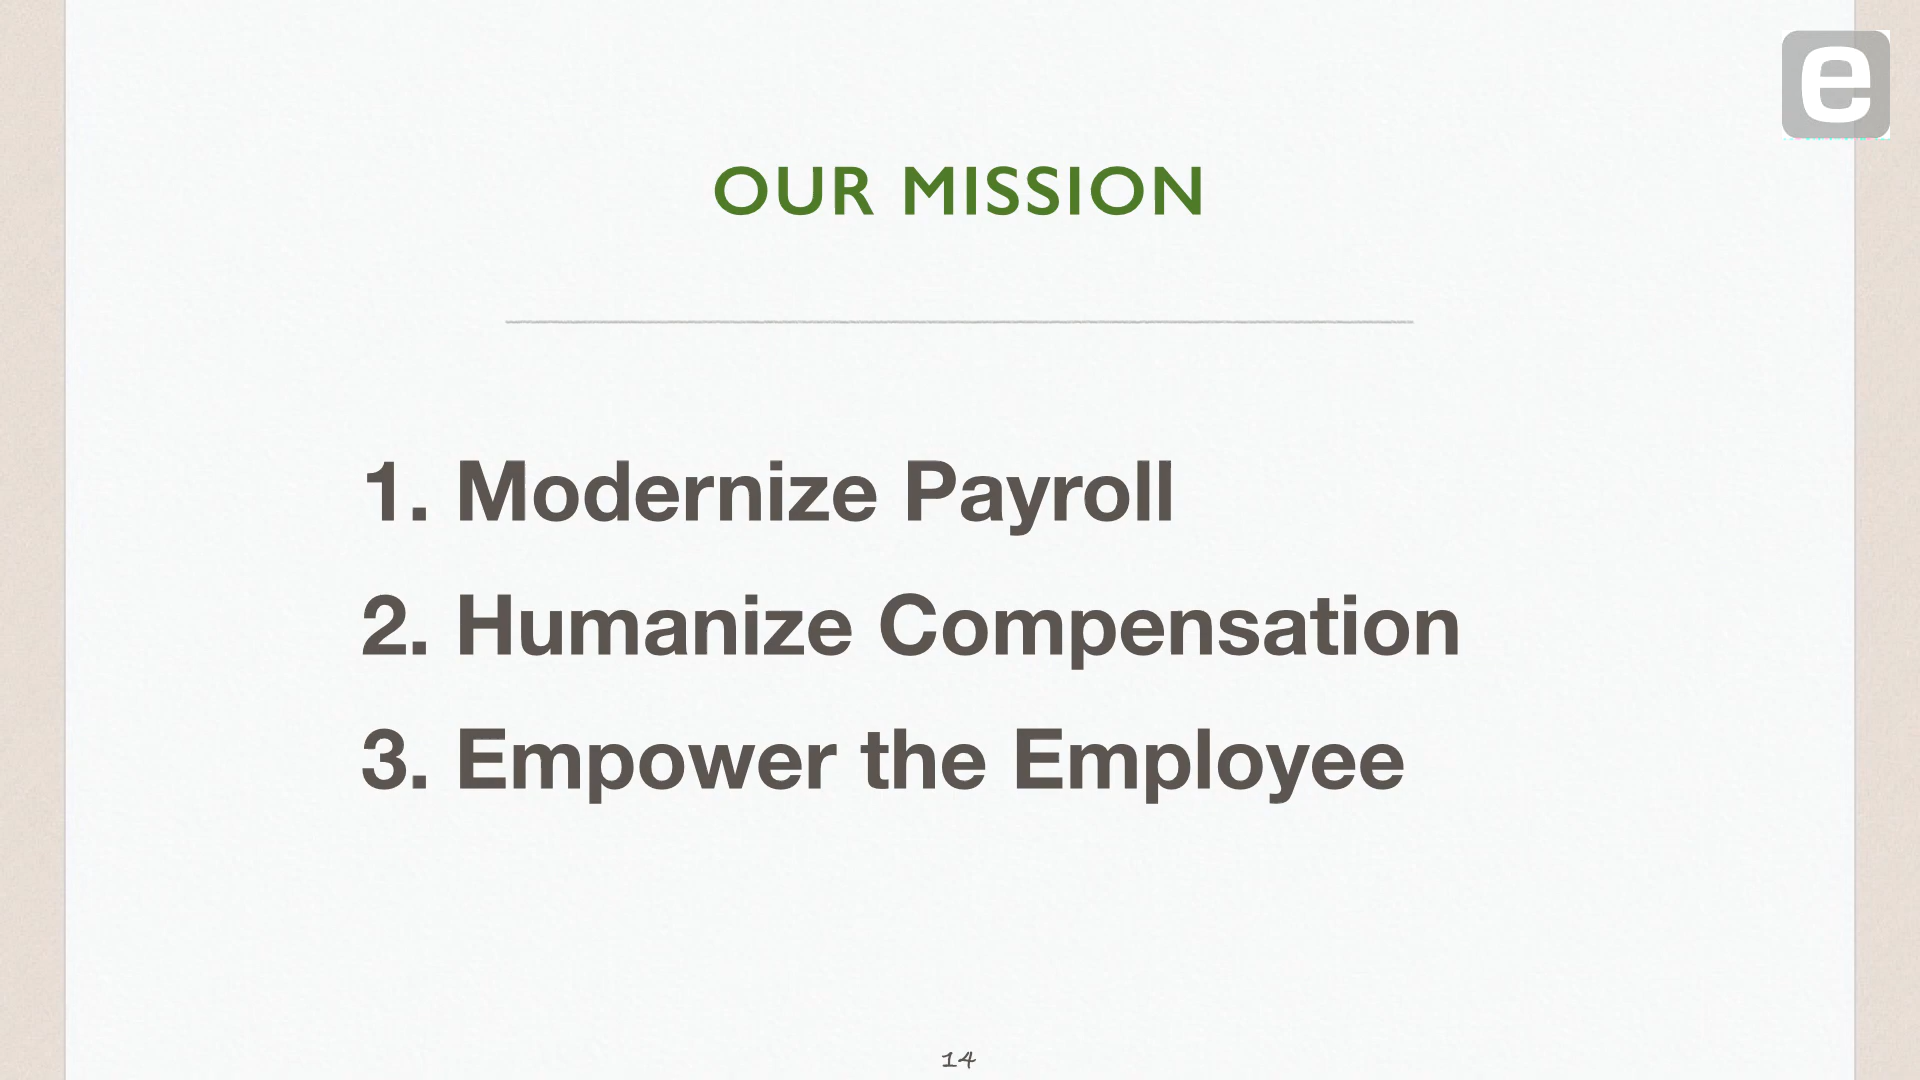 e
OUR MISSION
1. Modernize Payroll
2. Humanize Compensation
3. Empower the Employee
14